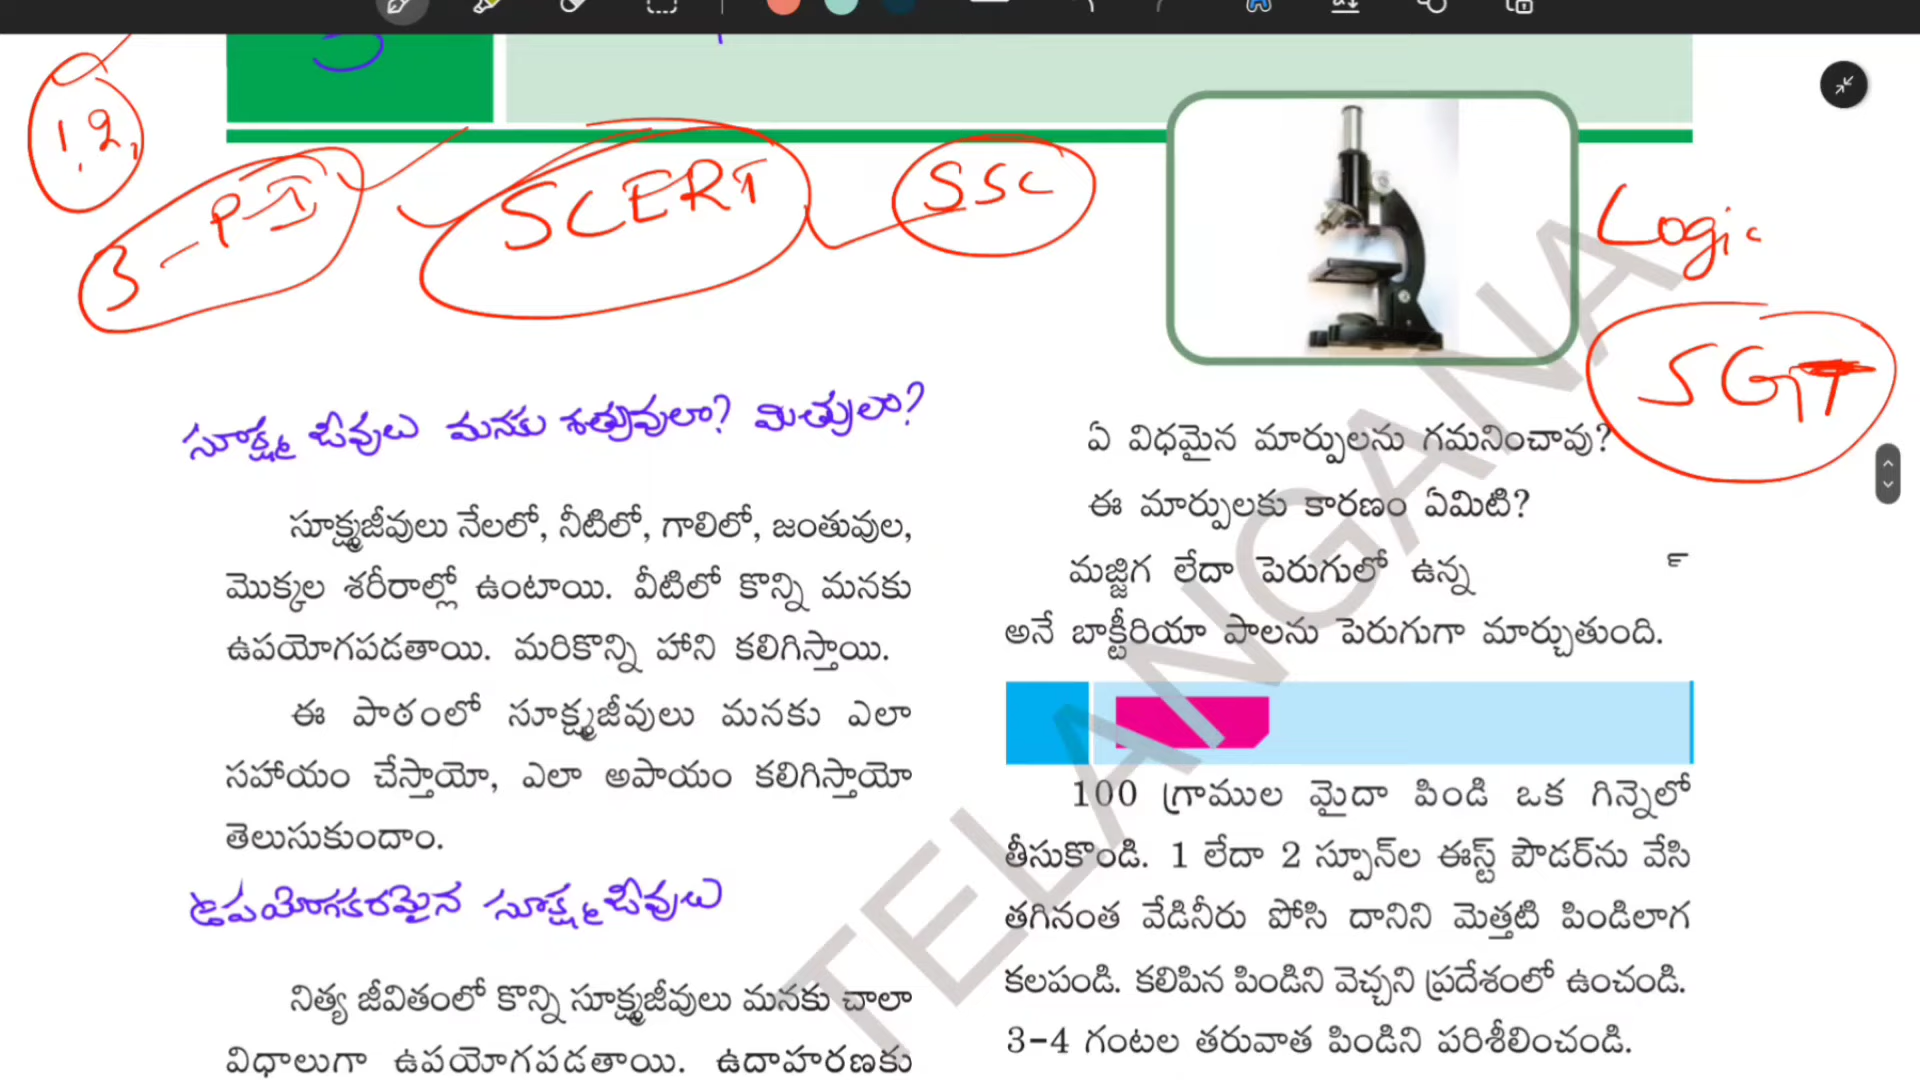 1, 2,
3-PI
SCERT
SSC
Logic
SGT
సూక్ష్మ జీవులు మనకు శత్రువులా? మిత్రులా?
సూక్ష్మజీవులు నేలలో, నీటిలో, గాలిలో, జంతువుల,
మొక్కల శరీరాల్లో ఉంటాయి. వీటిలో కొన్ని మనకు
ఉపయోగపడతాయి. మరికొన్ని హాని కలిగిస్తాయి.
ఈ పాఠంలో సూక్ష్మజీవులు మనకు ఎలా
సహాయం చేస్తాయో, ఎలా అపాయం కలిగిస్తాయో
తెలుసుకుందాం.
ఉపయోగకరమైన సూక్ష్మ జీవులు
నిత్య జీవితంలో కొన్ని సూక్ష్మజీవులు మనకు చాలా
విధాలుగా ఉపయోగపడతాయి. ఉదాహరణకు
ఏ విధమైన మార్పులను గమనించావు?
ఈ మార్పులకు కారణం ఏమిటి?
మజ్జిగ లేదా పెరుగులో ఉన్న
అనే బాక్టీరియా పాలను పెరుగుగా మార్చుతుంది.
100 గ్రాముల మైదా పిండి ఒక గిన్నెలో
తీసుకొండి. 1 లేదా 2 స్పూన్‌ల ఈస్ట్ పౌడర్‌ను వేసి
తగినంత వేడినీరు పోసి దానిని మెత్తటి పిండిలాగ
కలపండి. కలిపిన పిండిని వెచ్చని ప్రదేశంలో ఉంచండి.
3-4 గంటల తరువాత పిండిని పరిశీలించండి.
TELANGANA